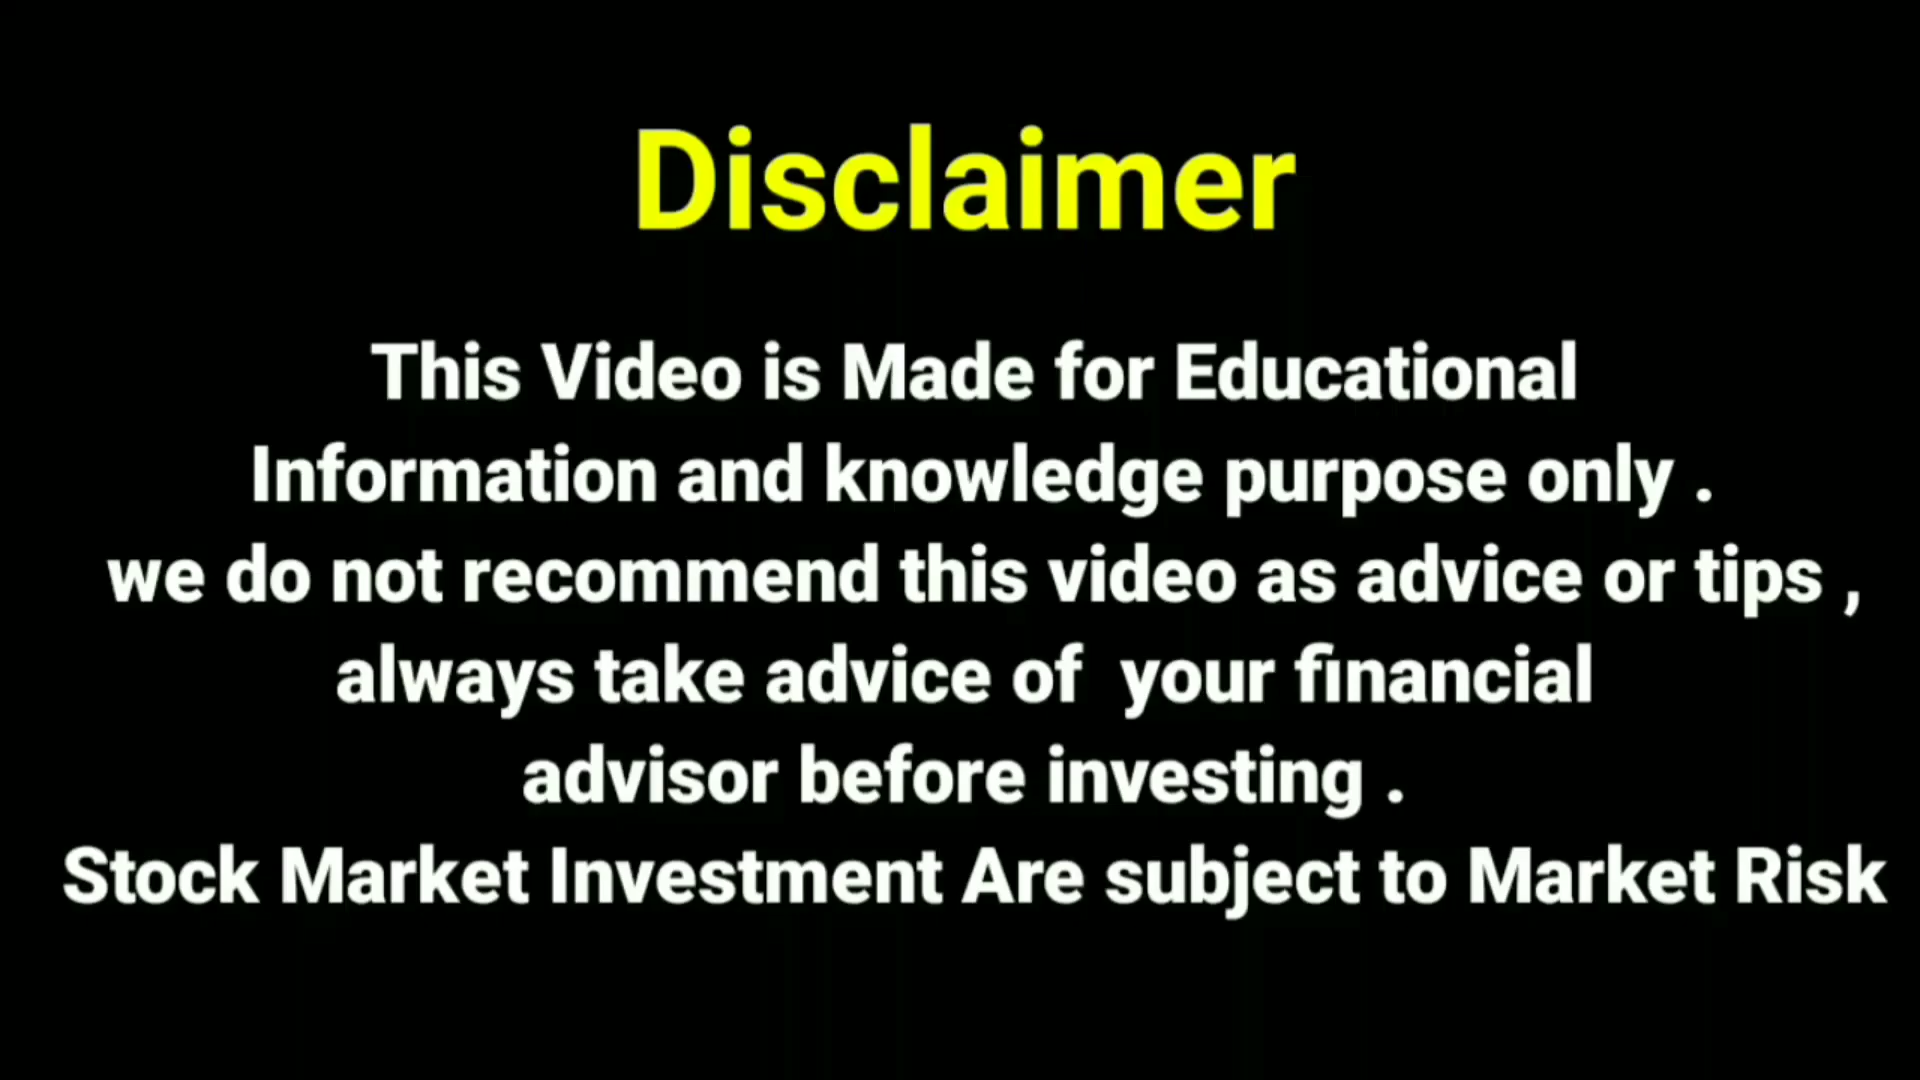 Disclaimer
This Video is Made for Educational
Information and knowledge purpose only .
we do not recommend this video as advice or tips ,
always take advice of  your financial
advisor before investing .
Stock Market Investment Are subject to Market Risk